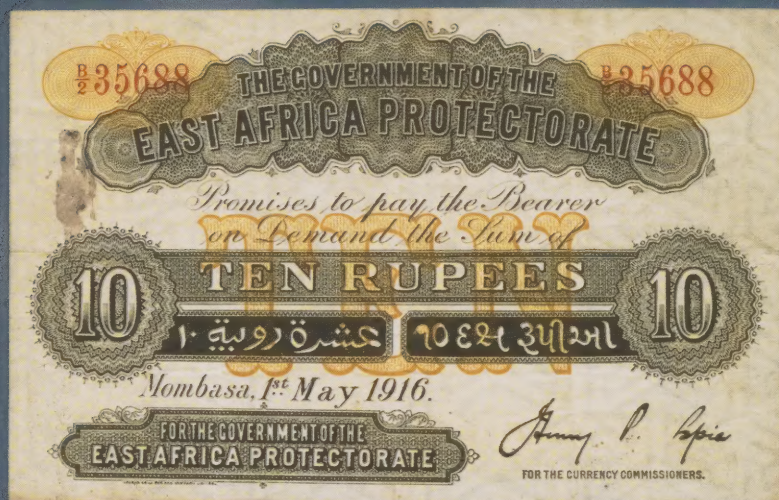 B/2 35688 B/2 35688
THE GOVERNMENT OF THE
EAST AFRICA PROTECTORATE
Promises to pay the Bearer
on Demand the Sum of
TEN
10 TEN RUPEES 10
١٠ عشرة روبية ૧૦ દશ રૂપીઆ
Mombasa, 1st May 1916.
FOR THE GOVERNMENT OF THE
EAST AFRICA PROTECTORATE
FOR THE CURRENCY COMMISSIONERS.